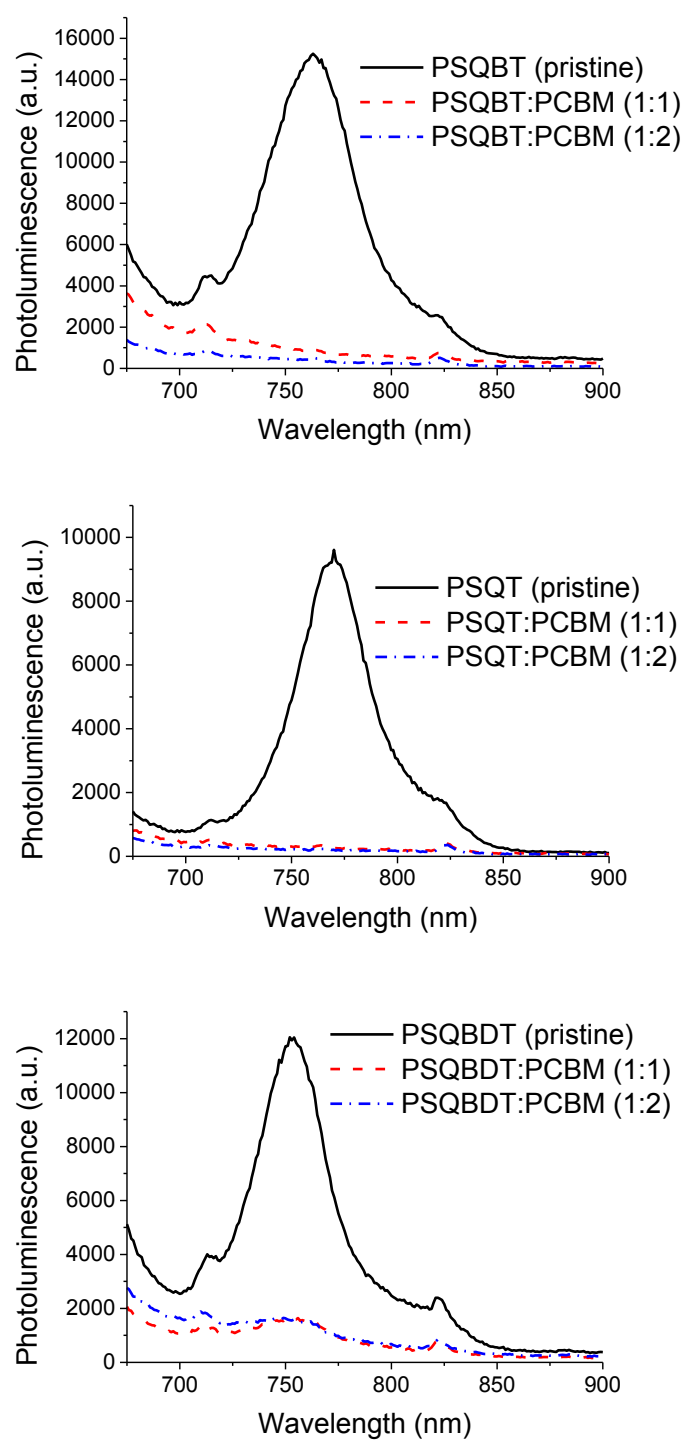 16000
14000
12000
10000
8000
6000
4000
2000
0
Photoluminescence (a.u.)
PSQBT (pristine)
PSQBT:PCBM (1:1)
PSQBT:PCBM (1:2)
700 750 800 850 900
Wavelength (nm)
10000
8000
6000
4000
2000
0
Photoluminescence (a.u.)
PSQT (pristine)
PSQT:PCBM (1:1)
PSQT:PCBM (1:2)
700 750 800 850 900
Wavelength (nm)
12000
10000
8000
6000
4000
2000
0
Photoluminescence (a.u.)
PSQBDT (pristine)
PSQBDT:PCBM (1:1)
PSQBDT:PCBM (1:2)
700 750 800 850 900
Wavelength (nm)